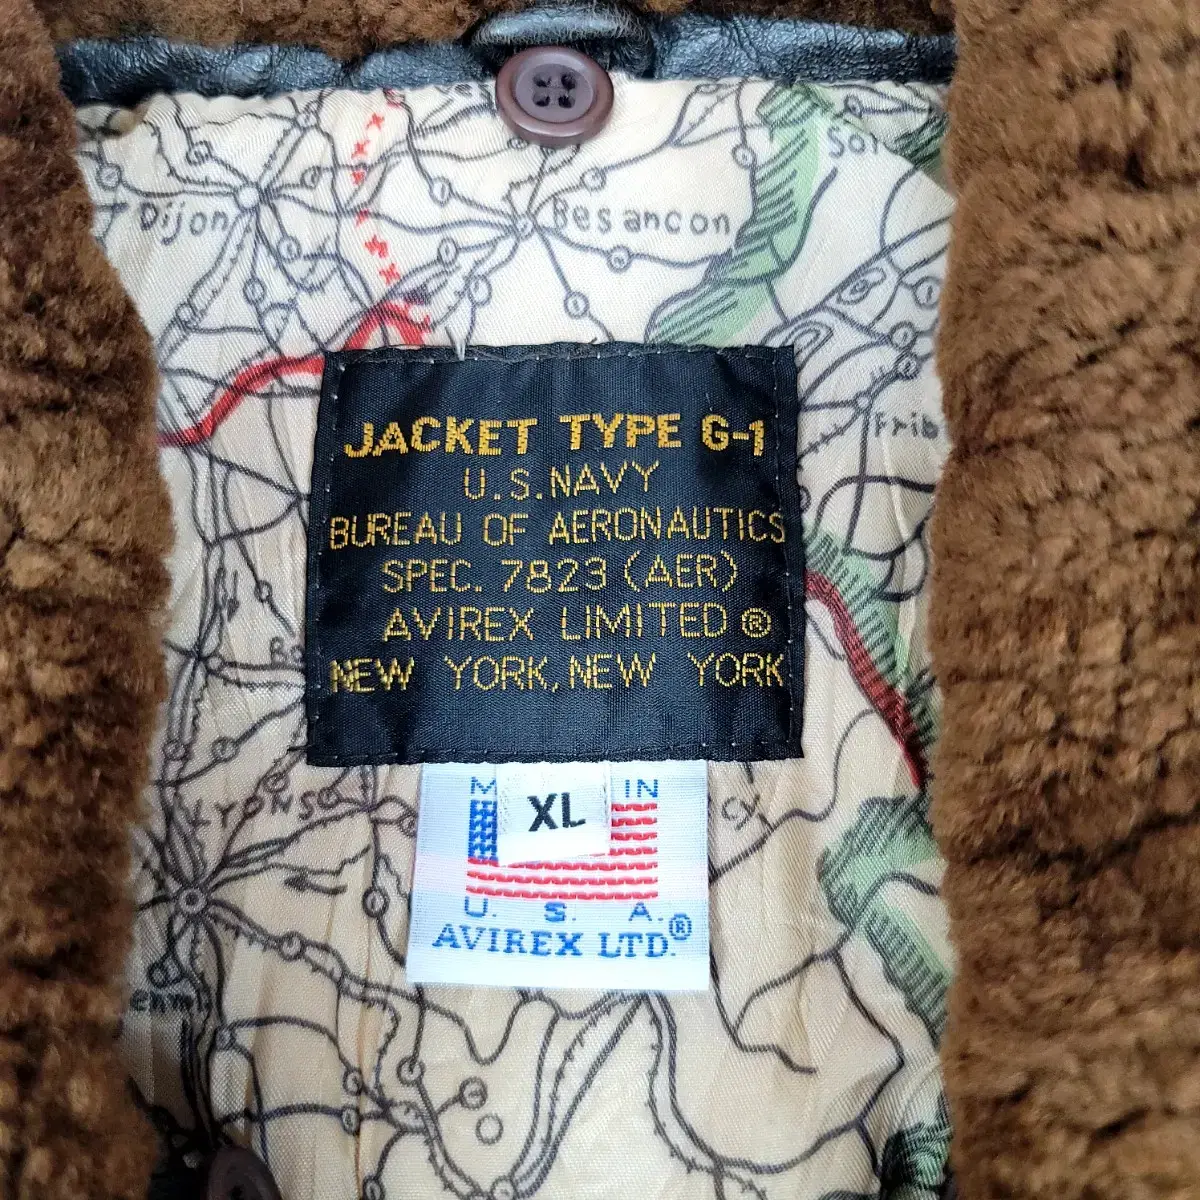 Dijon
Besancon
JACKET TYPE G-1
U.S. NAVY
BUREAU OF AERONAUTICS
SPEC. 7823 (AER)
AVIREX LIMITED ®
NEW YORK, NEW YORK
LYONS
IN
XL
U. S. A.
AVIREX LTD.®